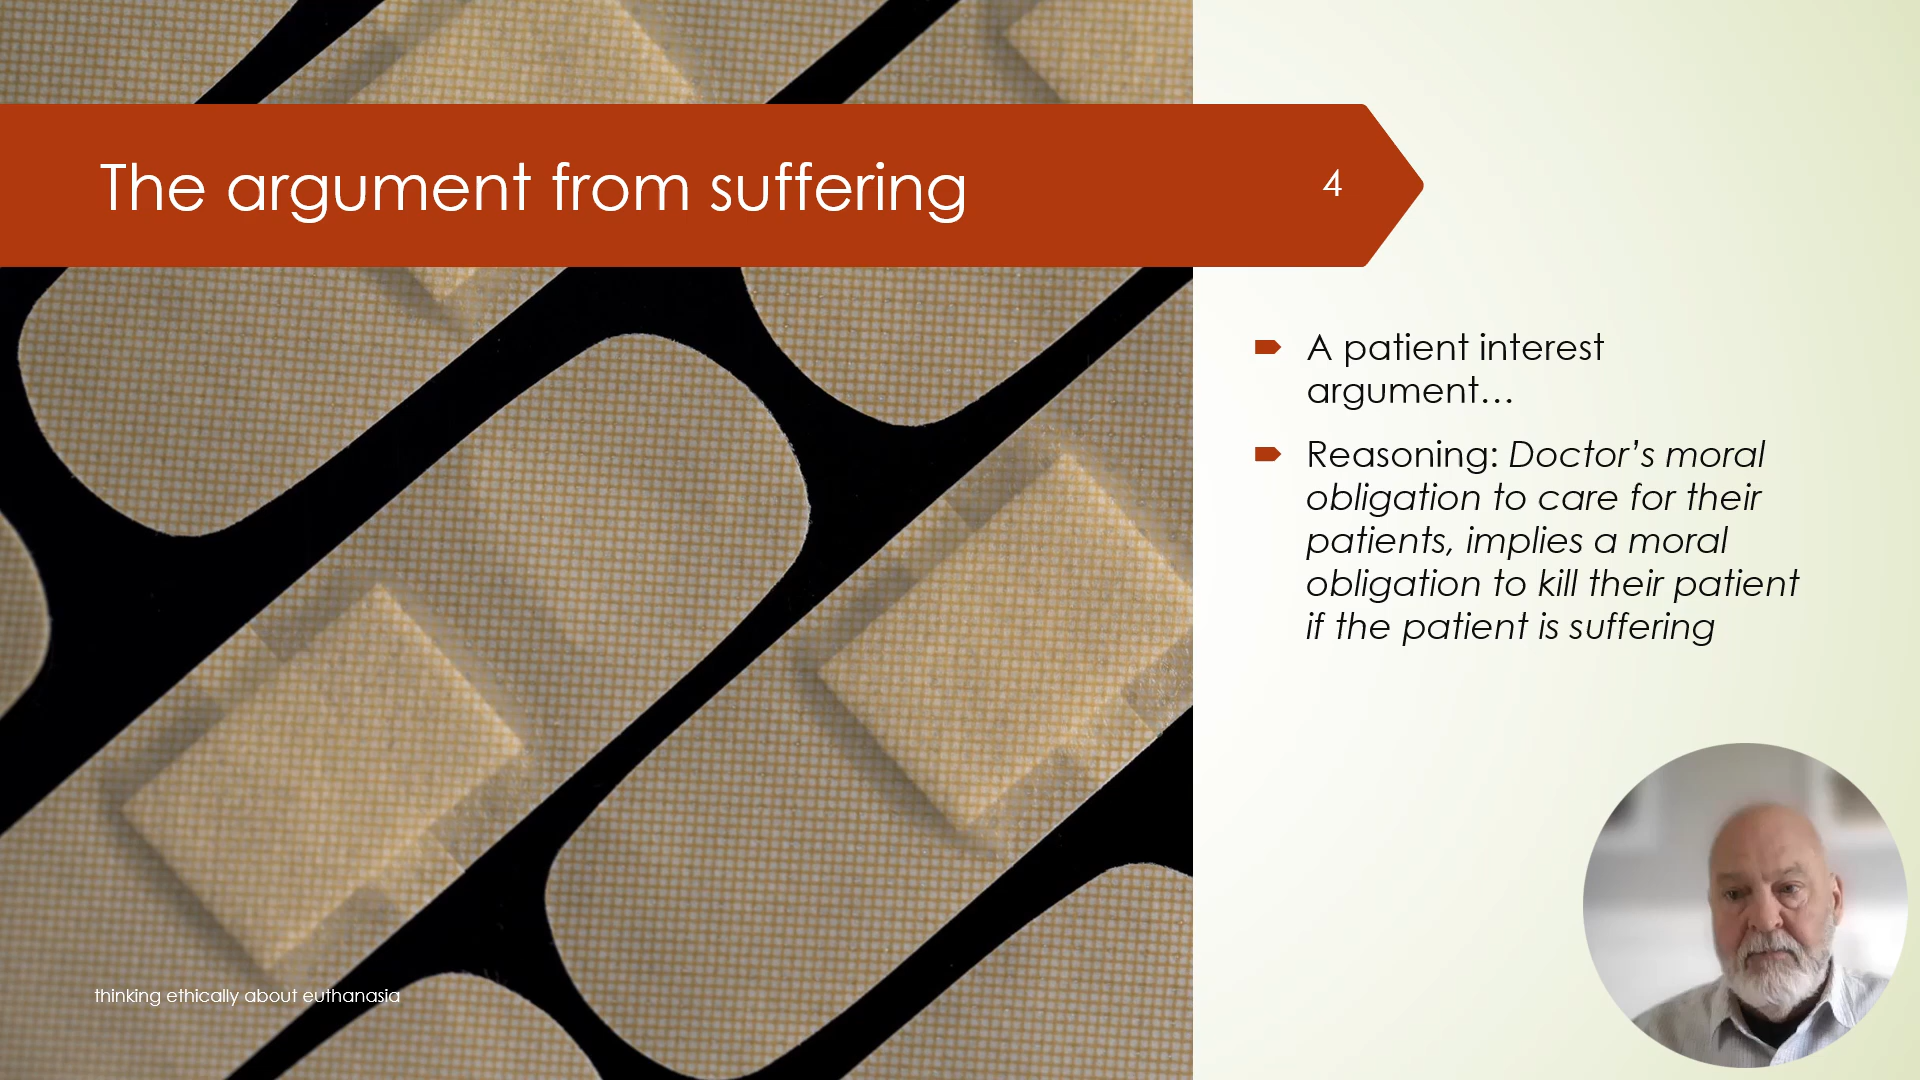 The argument from suffering
4
A patient interest
argument…
Reasoning: Doctor’s moral
obligation to care for their
patients, implies a moral
obligation to kill their patient
if the patient is suffering
thinking ethically about euthanasia